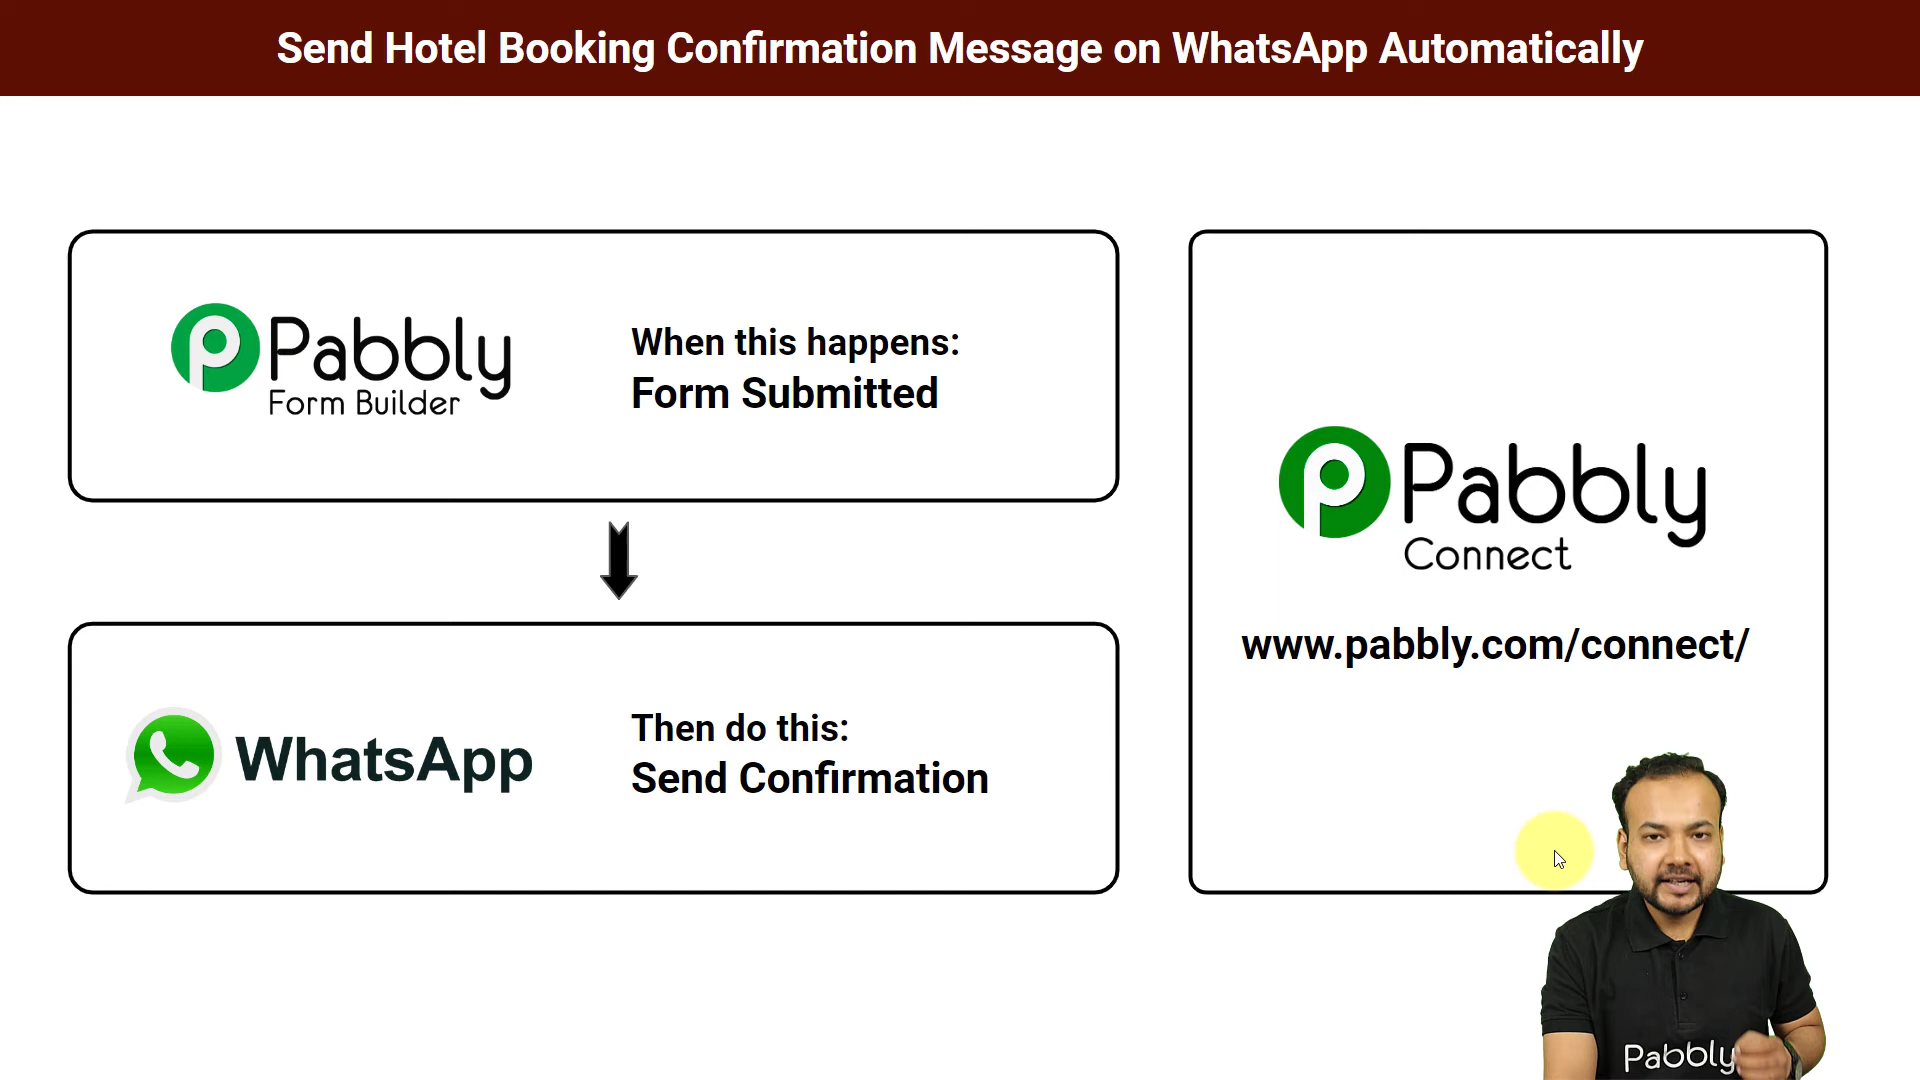 Send Hotel Booking Confirmation Message on WhatsApp Automatically
Pabbly
Form Builder
When this happens:
Form Submitted
WhatsApp
Then do this:
Send Confirmation
Pabbly
Connect
www.pabbly.com/connect/
Pabbly